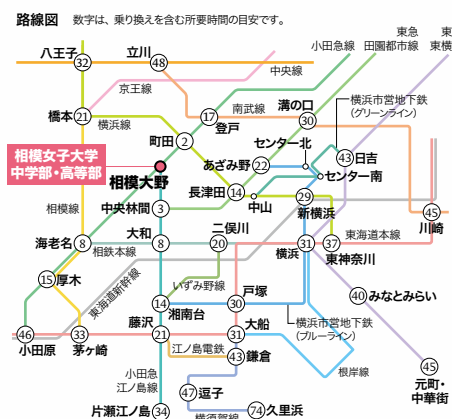 路線図 数字は、乗り換えを含む所要時間の目安です。
東急
東横
小田急線 田園都市線
八王子
32
立川
48
中央線
京王線
橋本
21
横浜線
17
登戸
南武線
溝の口
30
横浜市営地下鉄
(グリーンライン)
町田
2
センター北
43
日吉
あざみ野
22
センター南
相模女子大学
中学部・高等部
相模大野
長津田
14
中山
29
新横浜
中央林間
3
45
川崎
相模線
海老名
8
大和
8
二俣川
20
横浜
31
37
東神奈川
東海道本線
相鉄本線
15
厚木
東海道新幹線
いずみ野線
40
みなとみらい
14
湘南台
戸塚
30
横浜市営地下鉄
(ブルーライン)
46
小田原
33
茅ヶ崎
藤沢
21
大船
31
江ノ島電鉄
43
鎌倉
根岸線
45
元町・
中華街
小田急
江ノ島線
47
逗子
34
片瀬江ノ島
横須賀線
74
久里浜